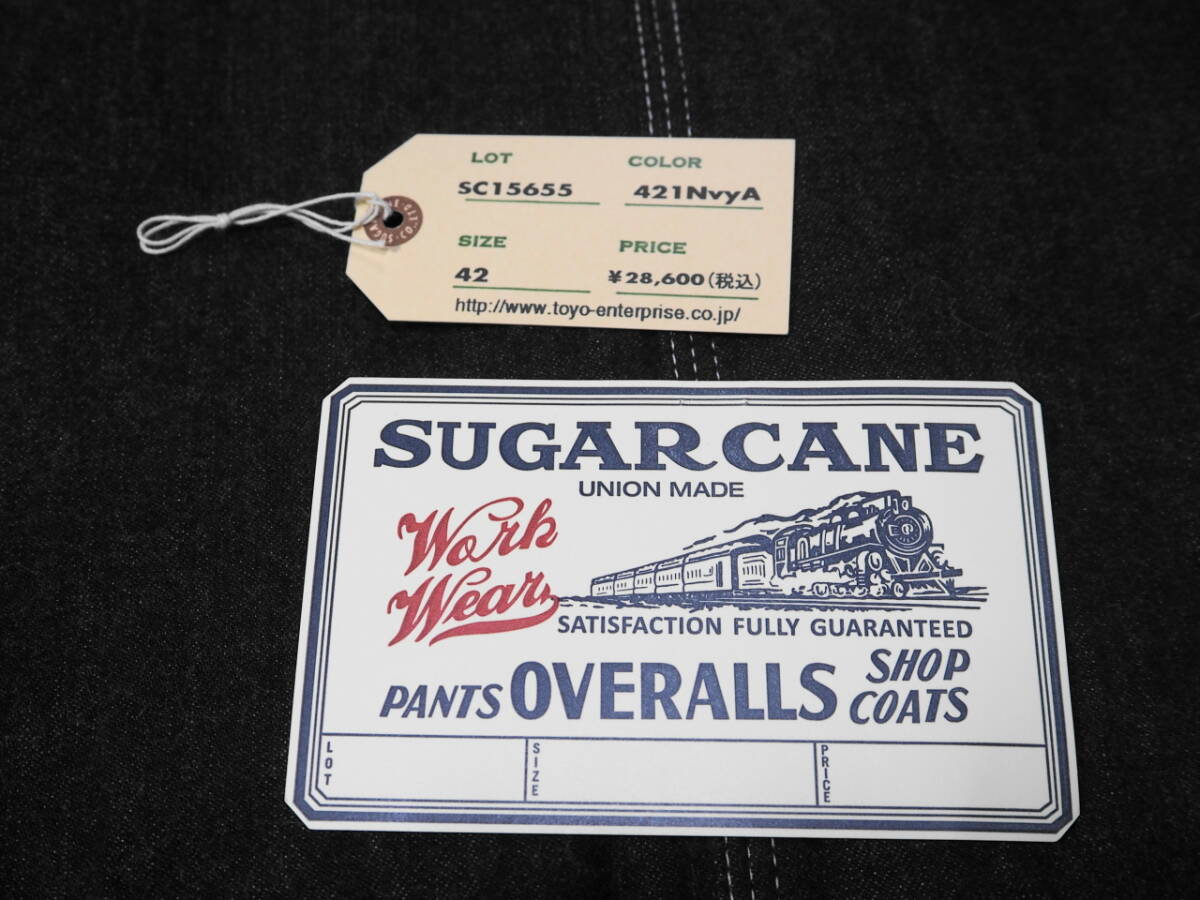 LOT COLOR
SC15655 421NvyA
SIZE PRICE
42 ¥28,600(税込)
http://www.toyo-enterprise.co.jp/
SUGAR CANE
UNION MADE
Work
Wear
SATISFACTION FULLY GUARANTEED
PANTS OVERALLS SHOP COATS
LOT SIZE PRICE